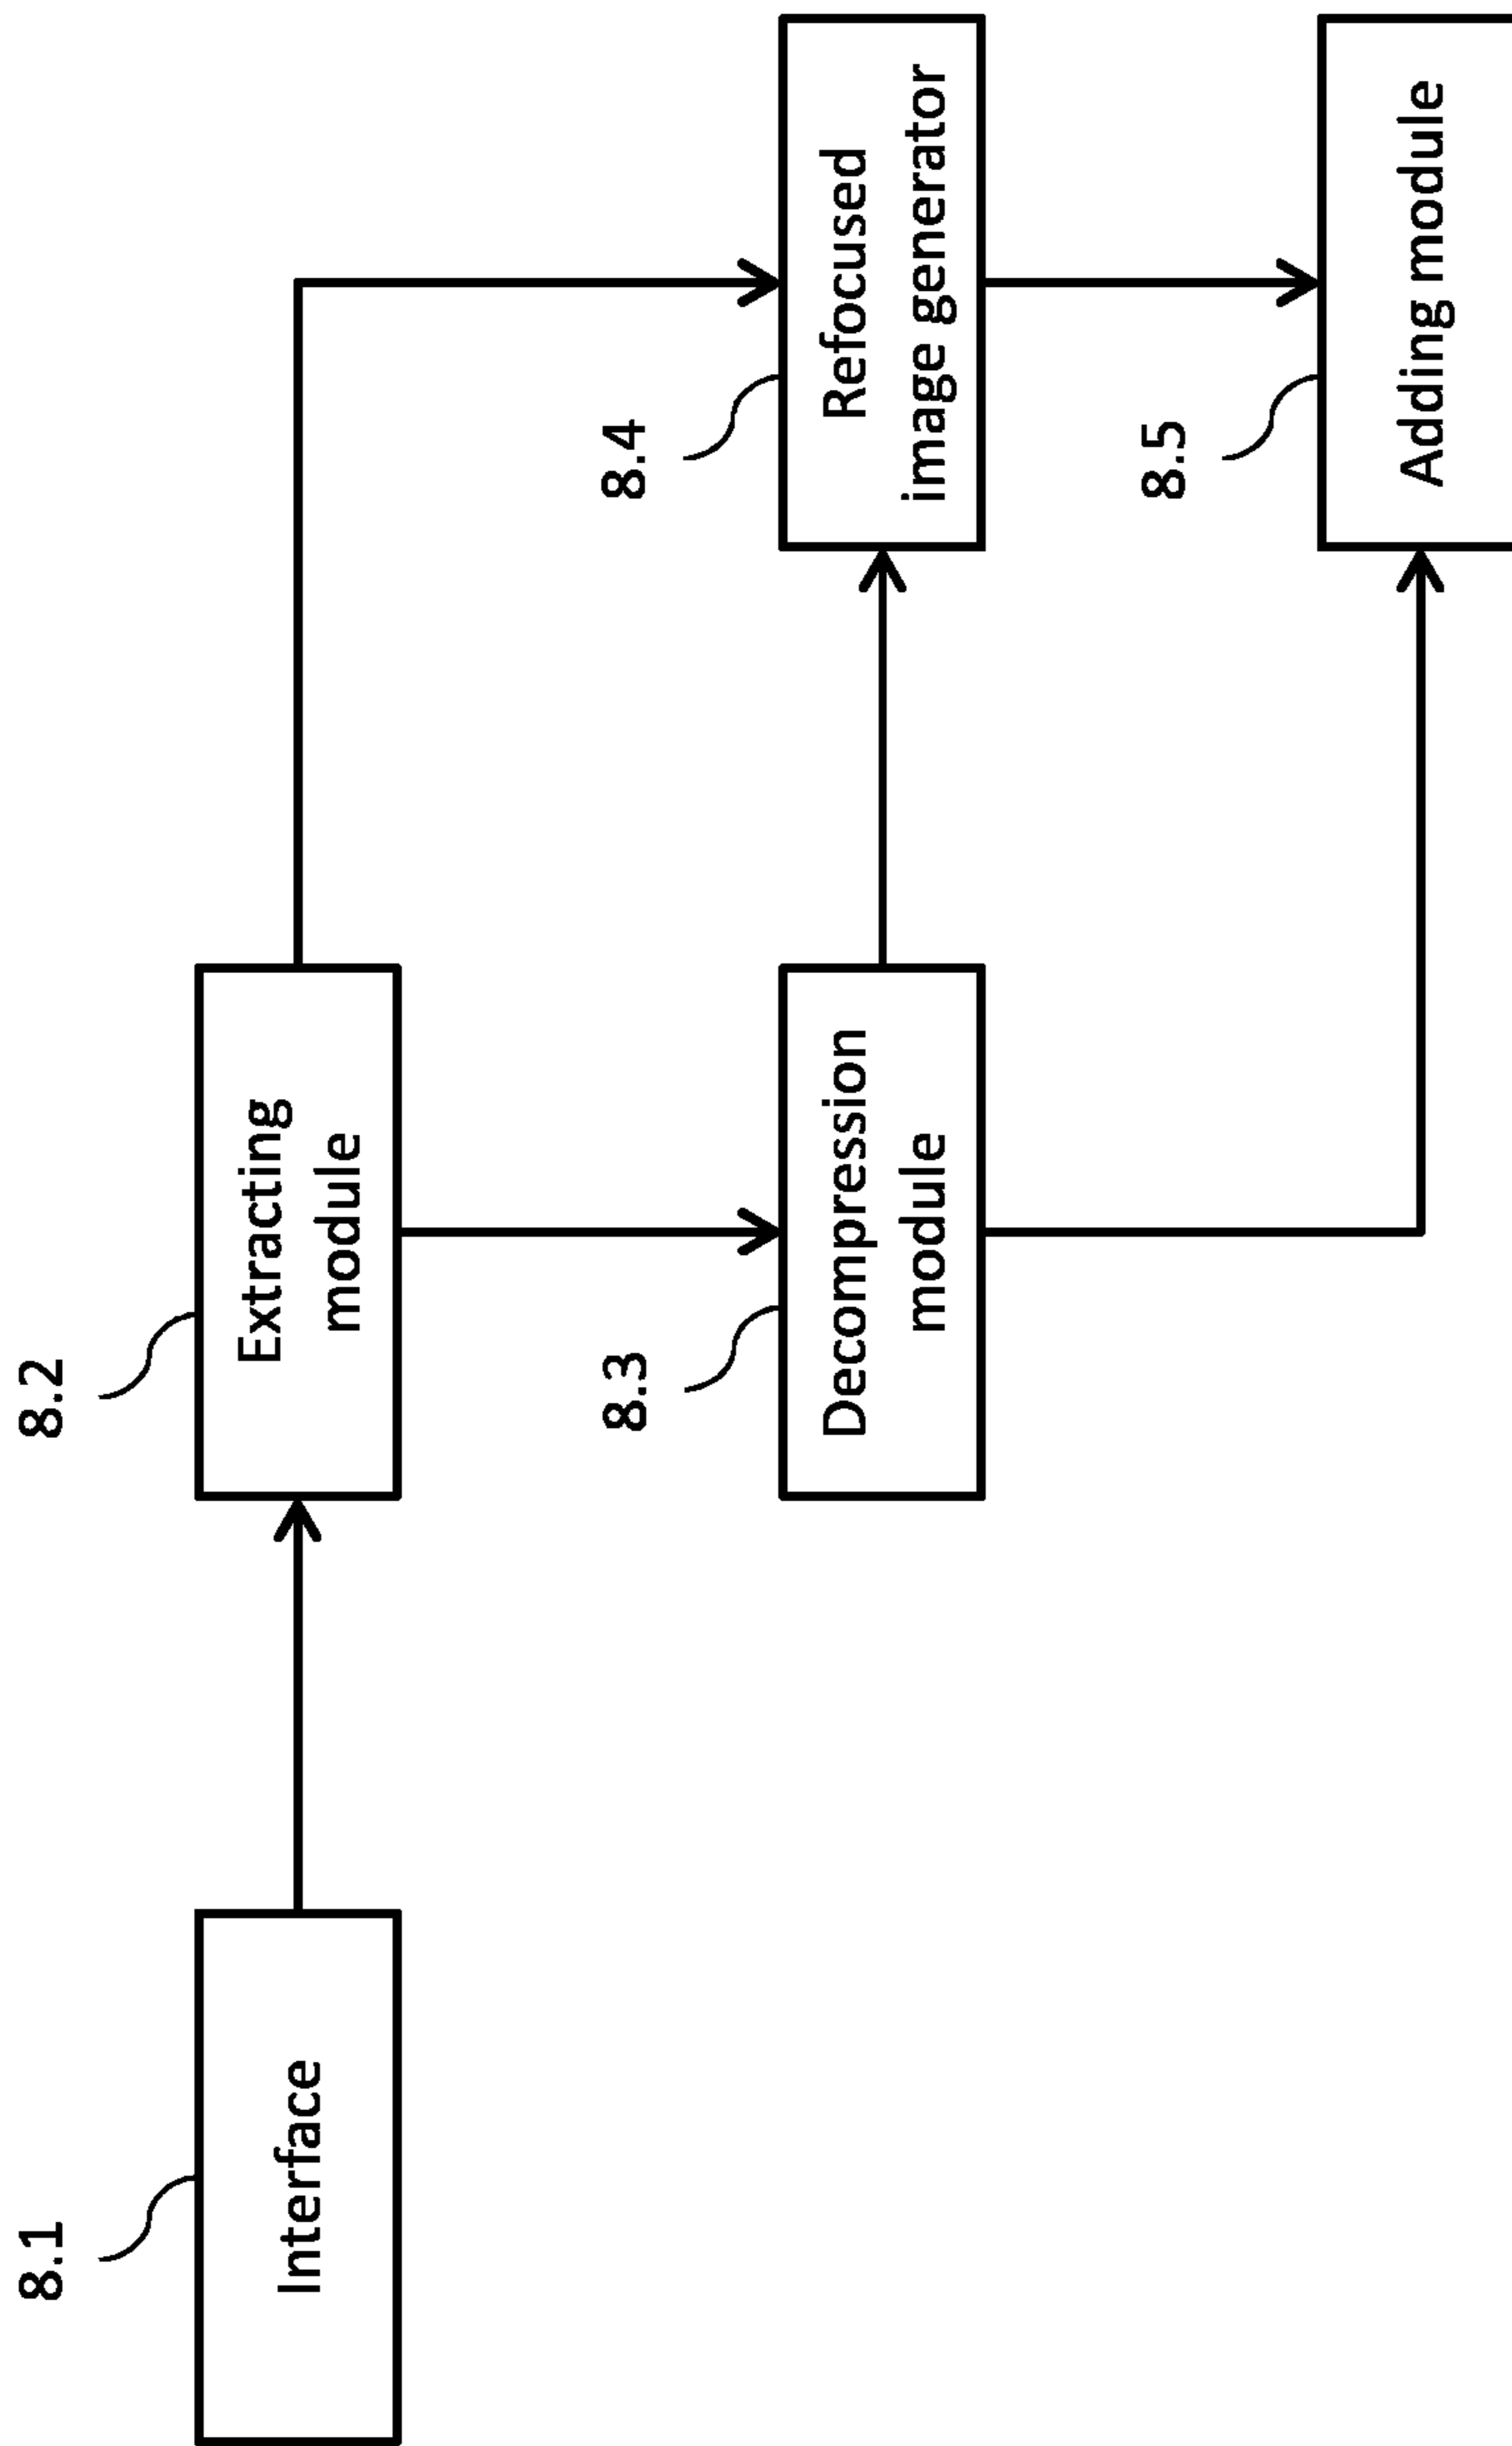 8.1
Interface
8.2
Extracting
module
8.3
Decompression
module
8.4
Refocused
image generator
8.5
Adding module